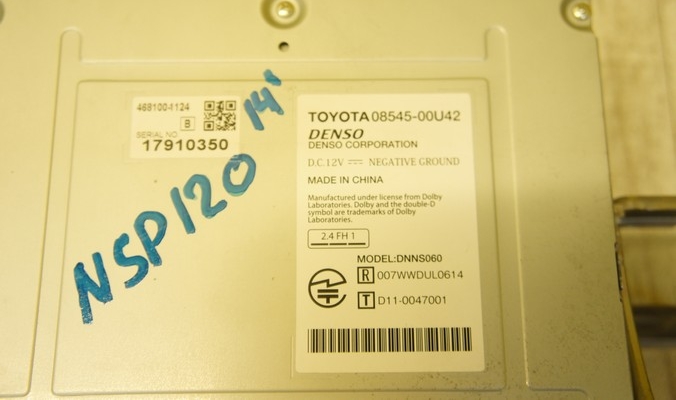 468100-1124
B
SERIAL NO.
17910350
NSP120 14'
TOYOTA 08545-00U42
DENSO
DENSO CORPORATION
D.C.12V NEGATIVE GROUND
MADE IN CHINA
Manufactured under license from Dolby
Laboratories. Dolby and the double-D
symbol are trademarks of Dolby
Laboratories.
2.4 FH 1
MODEL:DNNS060
R 007WWDUL0614
T D11-0047001